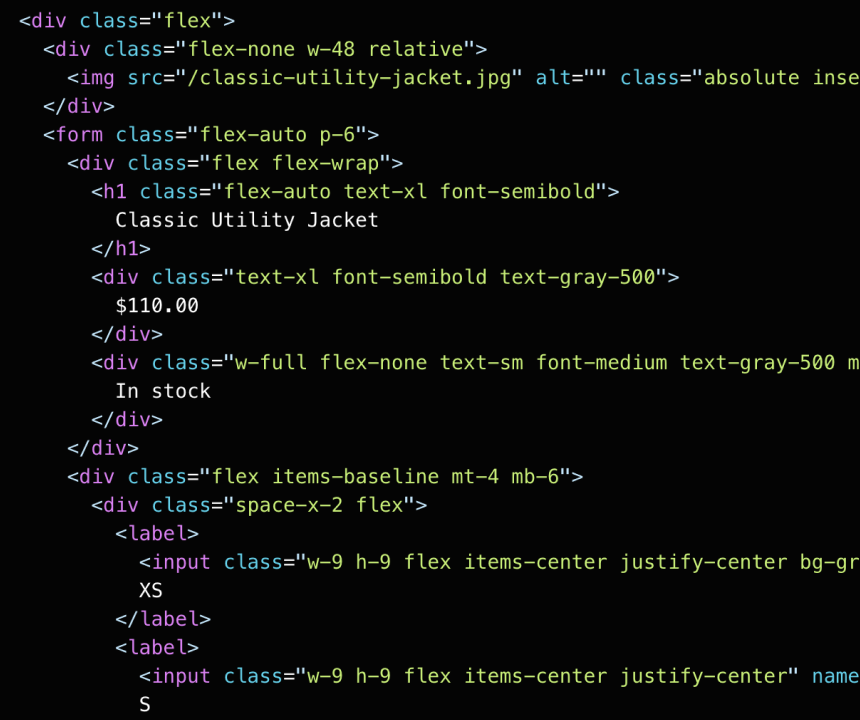 <div class="flex">
<div class="flex-none w-48 relative">
<img src="/classic-utility-jacket.jpg" alt="" class="absolute inse
</div>
<form class="flex-auto p-6">
<div class="flex flex-wrap">
<h1 class="flex-auto text-xl font-semibold">
Classic Utility Jacket
</h1>
<div class="text-xl font-semibold text-gray-500">
$110.00
</div>
<div class="w-full flex-none text-sm font-medium text-gray-500 m
In stock
</div>
</div>
<div class="flex items-baseline mt-4 mb-6">
<div class="space-x-2 flex">
<label>
<input class="w-9 h-9 flex items-center justify-center bg-gr
XS
</label>
<label>
<input class="w-9 h-9 flex items-center justify-center" name
S